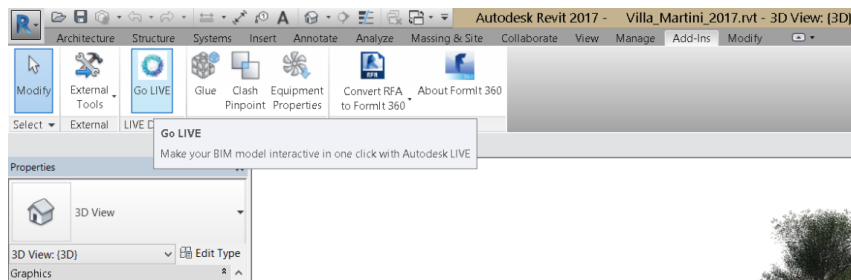 Autodesk Revit 2017 - Villa_Martini_2017.rvt - 3D View: {3D}
Architecture Structure Systems Insert Annotate Analyze Massing & Site Collaborate View Manage Add-Ins Modify
Modify External Tools Go LIVE Glue Clash Pinpoint Equipment Properties Convert RFA to FormIt 360 About FormIt 360
Select External LIVE D
Go LIVE
Make your BIM model interactive in one click with Autodesk LIVE
Properties
3D View
3D View: {3D} Edit Type
Graphics